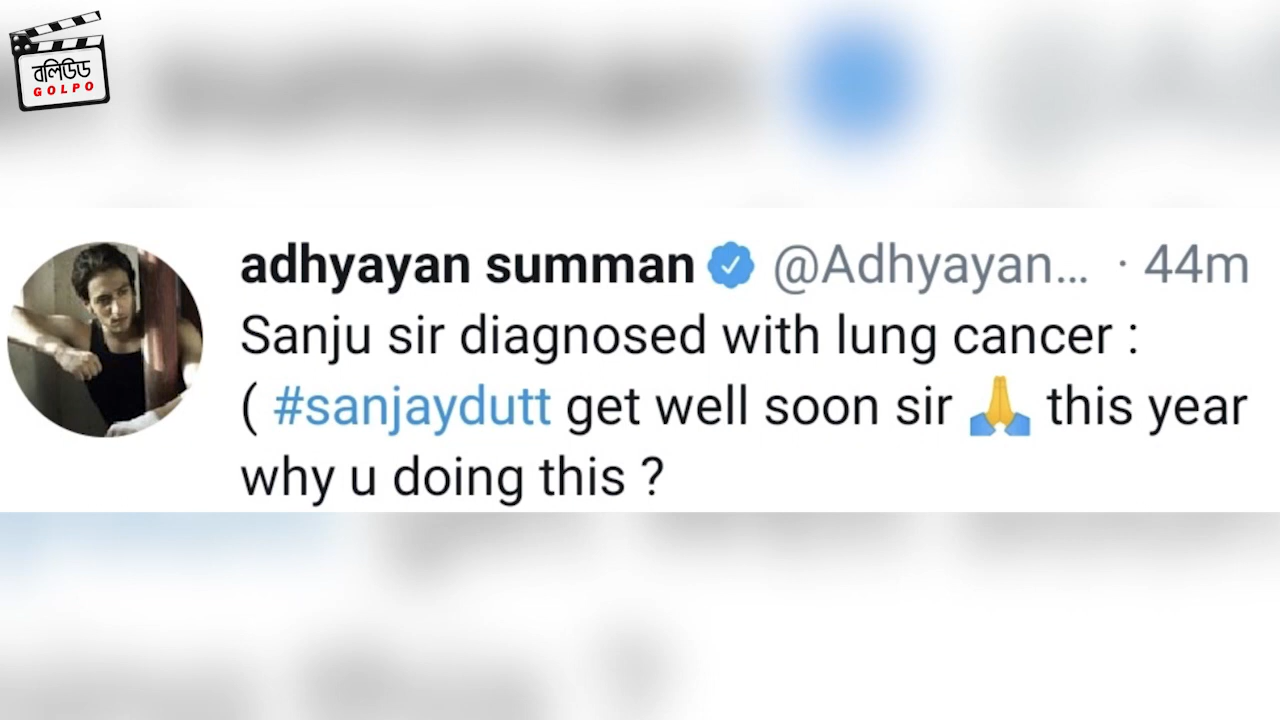 বলিউড
GOLPO
adhyayan summan @Adhyayan... · 44m
Sanju sir diagnosed with lung cancer :
( #sanjaydutt get well soon sir 🙏 this year
why u doing this ?